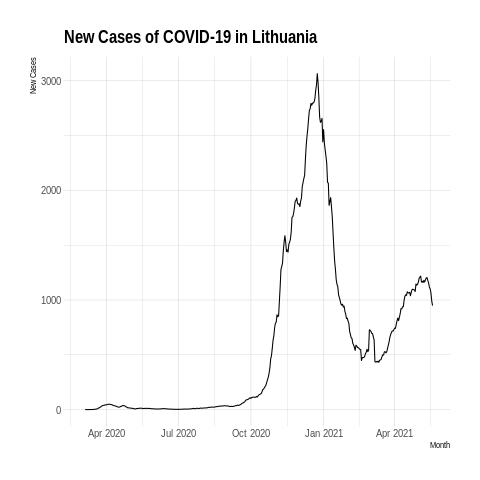 New Cases of COVID-19 in Lithuania
New Cases
3000
2000
1000
0
Apr 2020 Jul 2020 Oct 2020 Jan 2021 Apr 2021
Month